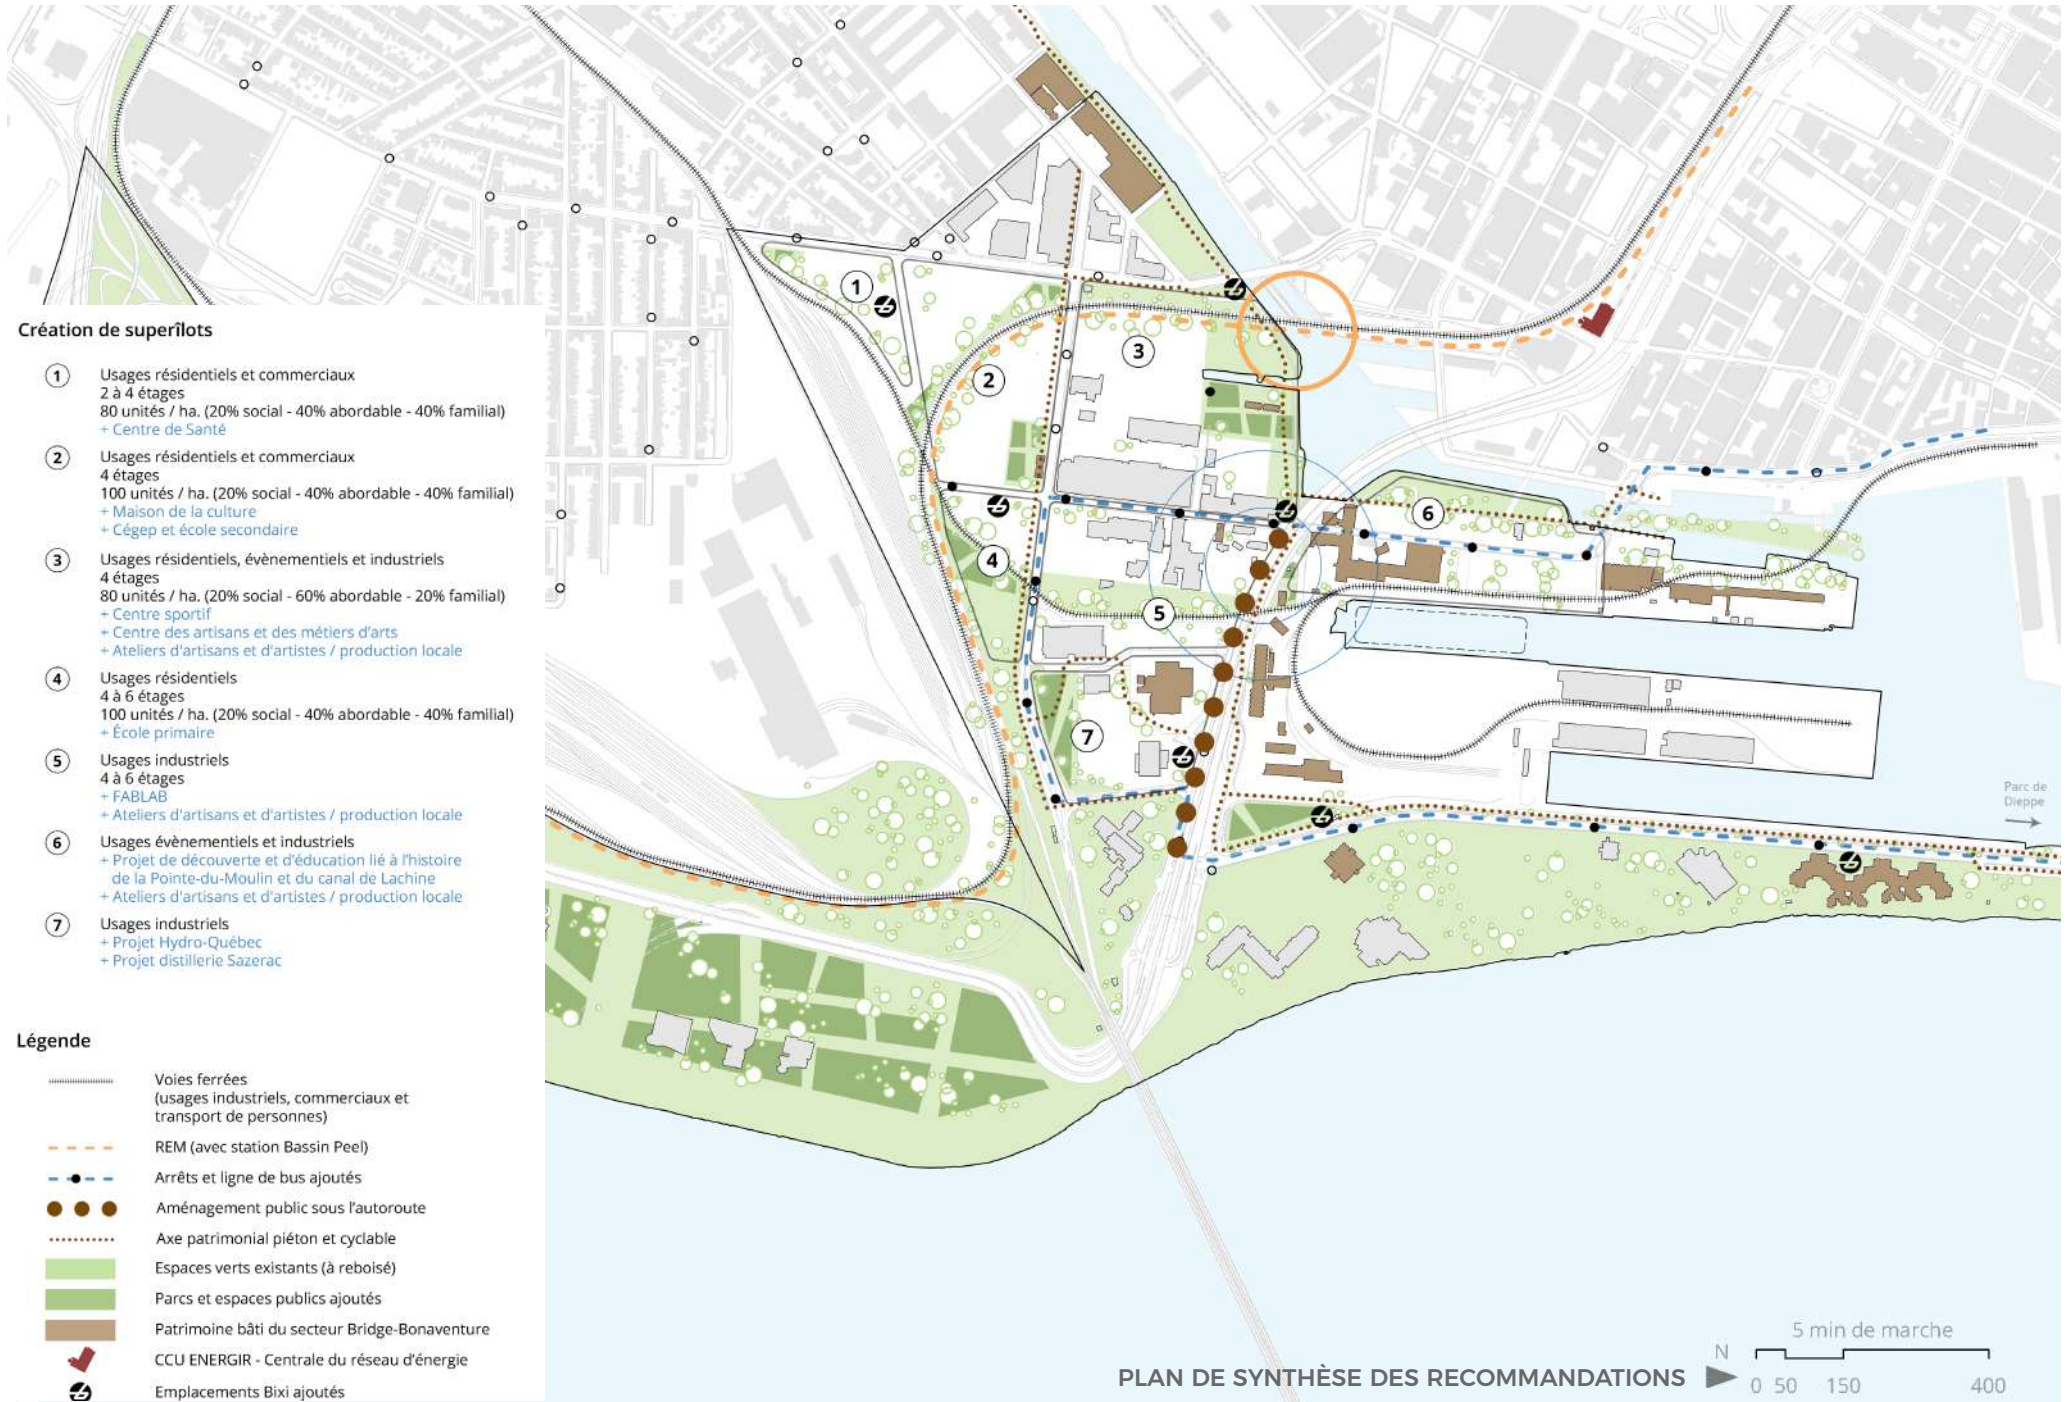 Création de superîlots
1
Usages résidentiels et commerciaux
2 à 4 étages
80 unités / ha. (20% social - 40% abordable - 40% familial)
+ Centre de Santé
2
Usages résidentiels et commerciaux
4 étages
100 unités / ha. (20% social - 40% abordable - 40% familial)
+ Maison de la culture
+ Cégep et école secondaire
3
Usages résidentiels, évènementiels et industriels
4 étages
80 unités / ha. (20% social - 60% abordable - 20% familial)
+ Centre sportif
+ Centre des artisans et des métiers d'arts
+ Ateliers d'artisans et d'artistes / production locale
4
Usages résidentiels
4 à 6 étages
100 unités / ha. (20% social - 40% abordable - 40% familial)
+ École primaire
5
Usages industriels
4 à 6 étages
+ FABLAB
+ Ateliers d'artisans et d'artistes / production locale
6
Usages évènementiels et industriels
+ Projet de découverte et d'éducation lié à l'histoire
de la Pointe-du-Moulin et du canal de Lachine
+ Ateliers d'artisans et d'artistes / production locale
7
Usages industriels
+ Projet Hydro-Québec
+ Projet distillerie Sazerac
Légende
Voies ferrées
(usages industriels, commerciaux et
transport de personnes)
REM (avec station Bassin Peel)
Arrêts et ligne de bus ajoutés
Aménagement public sous l'autoroute
Axe patrimonial piéton et cyclable
Espaces verts existants (à reboisé)
Parcs et espaces publics ajoutés
Patrimoine bâti du secteur Bridge-Bonaventure
CCU ENERGIR - Centrale du réseau d'énergie
Emplacements Bixi ajoutés
1
2
3
4
5
6
7
Parc de
Dieppe
PLAN DE SYNTHÈSE DES RECOMMANDATIONS
N
5 min de marche
0 50 150 400